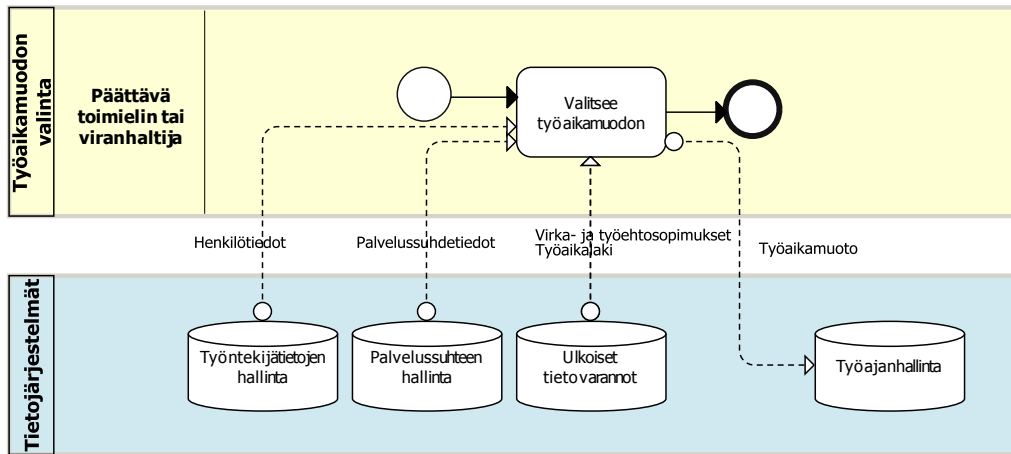 Työaikamuodon
valinta
Päättävä
toimielin tai
viranhaltija
Valitsee
työaikamuodon
Henkilötiedot
Palvelussuhdetiedot
Virka- ja työehtosopimukset
Työaikalaki
Työaikamuoto
Tietojärjestelmät
Työntekijätietojen
hallinta
Palvelussuhteen
hallinta
Ulkoiset
tietovarannot
Työajanhallinta